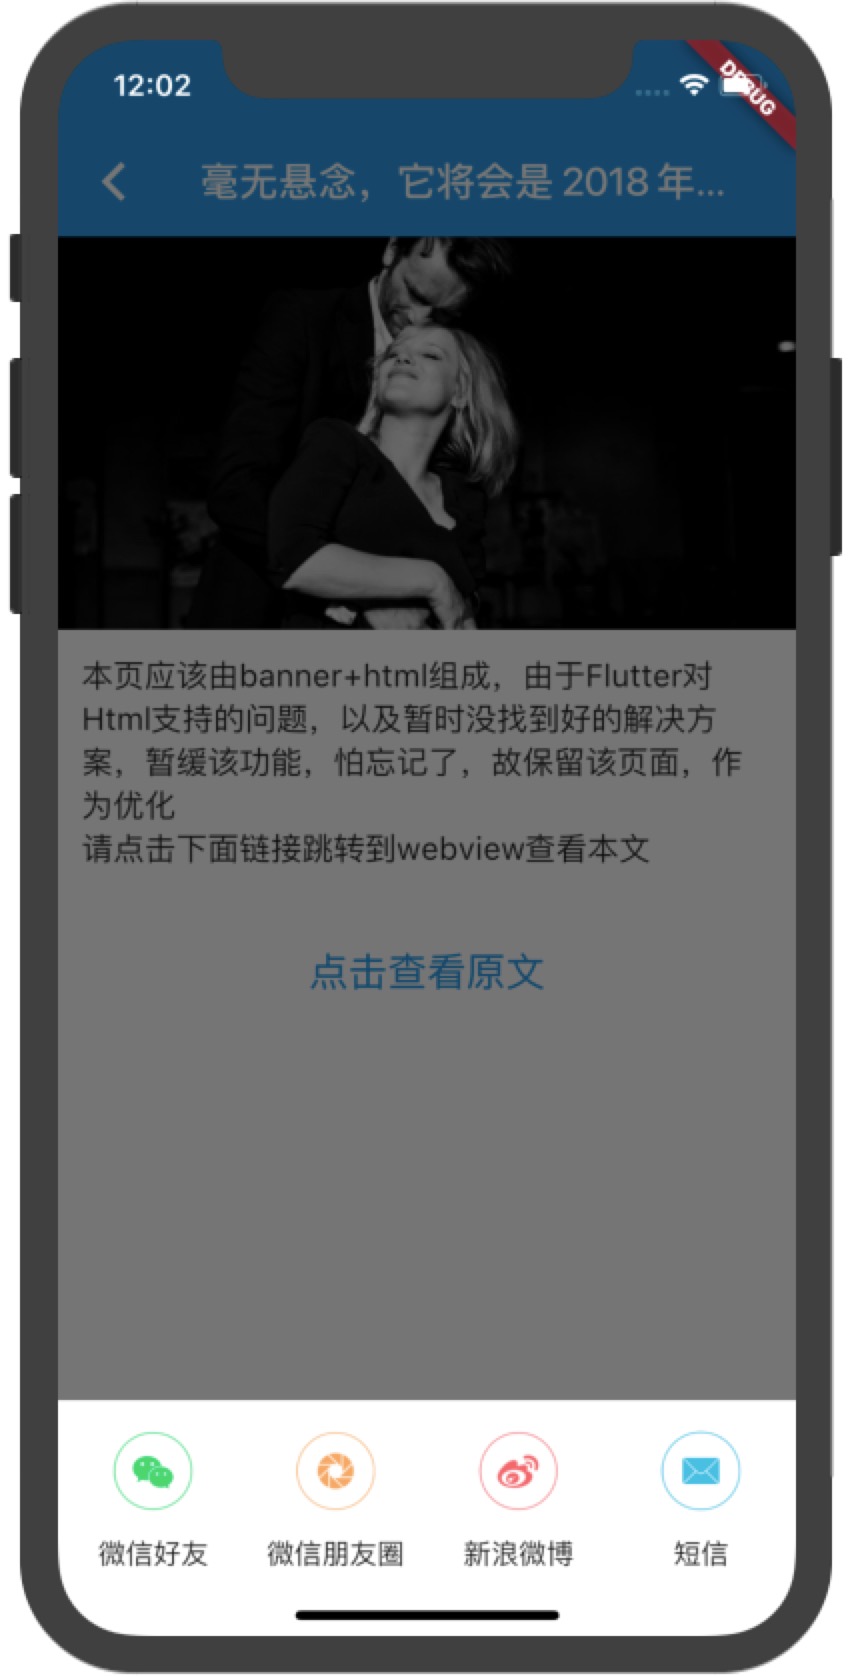 12:02
DEBUG
毫无悬念，它将会是 2018 年...
本页应该由banner+html组成，由于Flutter对
Html支持的问题，以及暂时没找到好的解决方
案，暂缓该功能，怕忘记了，故保留该页面，作
为优化
请点击下面链接跳转到webview查看本文
点击查看原文
微信好友 微信朋友圈 新浪微博 短信